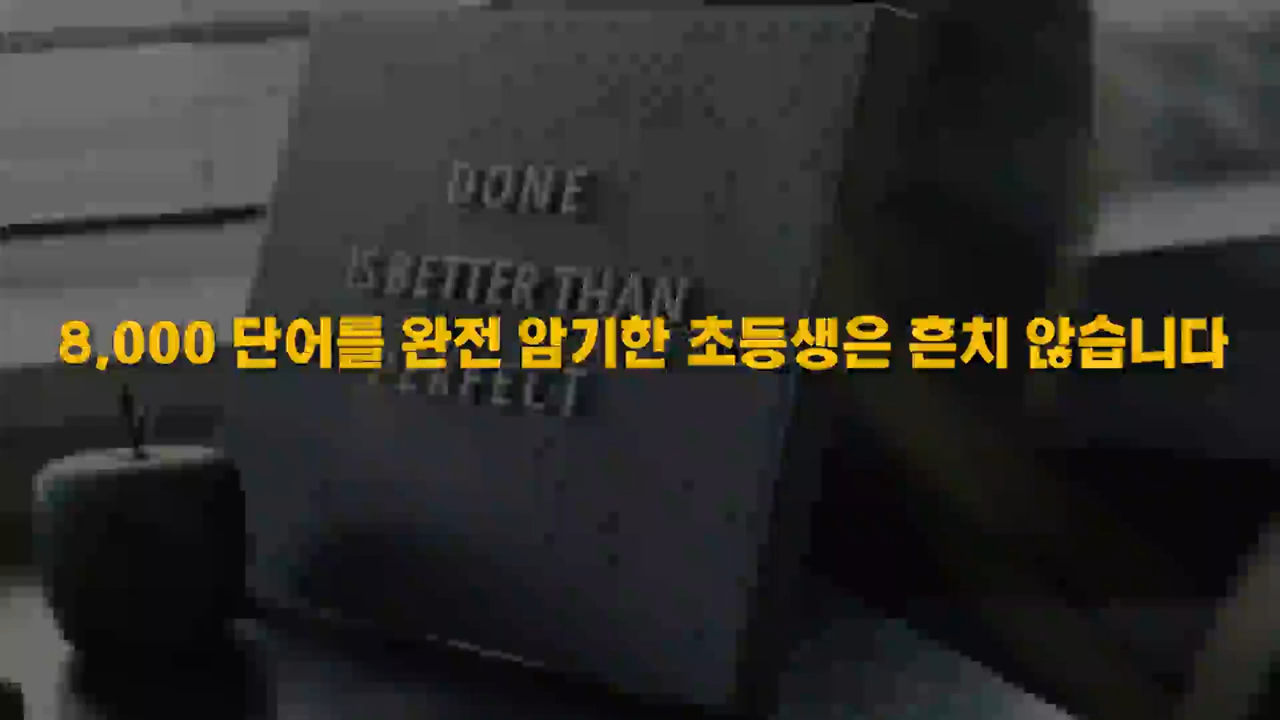 DONE
IS BETTER THAN
8,000 단어를 완전 암기한 초등생은 흔치 않습니다
PERFECT